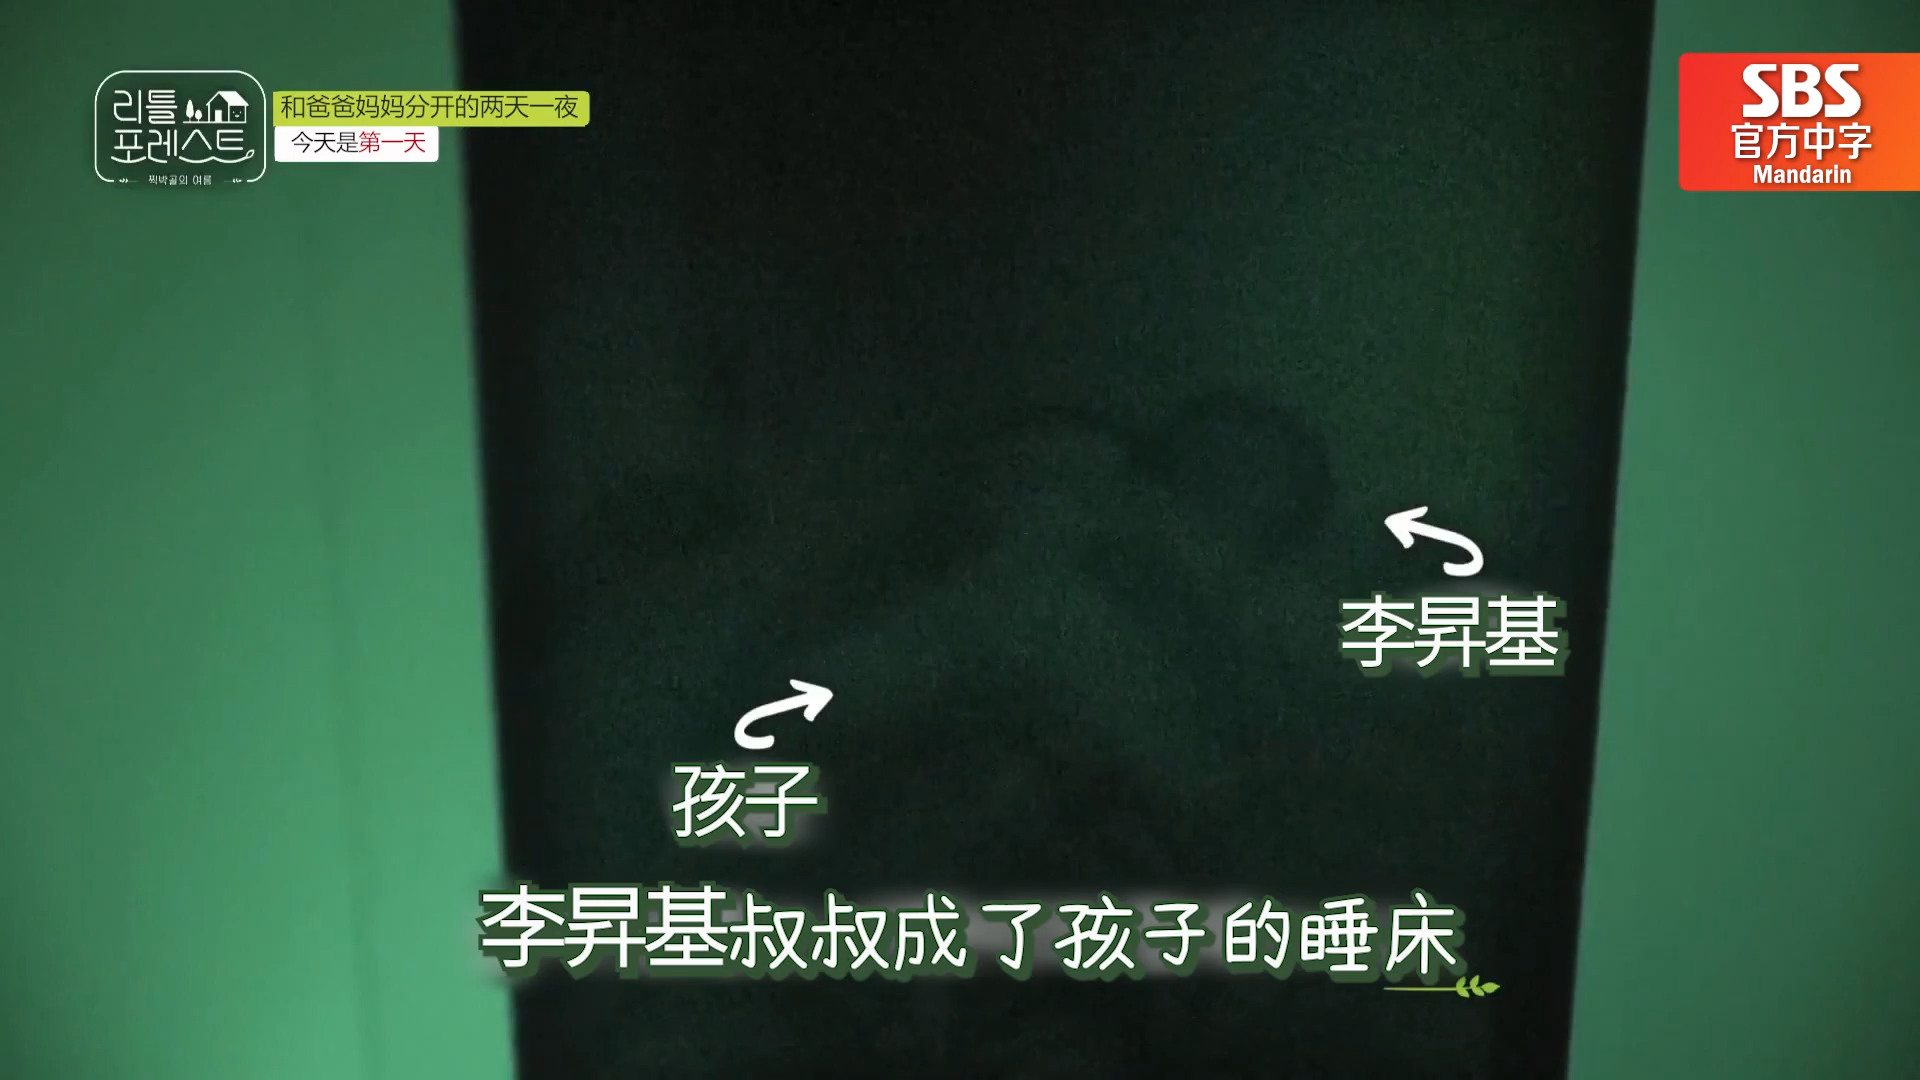 리틀
포레스트
찍박골의 여름
和爸爸妈妈分开的两天一夜
今天是第一天
SBS
官方中字
Mandarin
李昇基
孩子
李昇基叔叔成了孩子的睡床